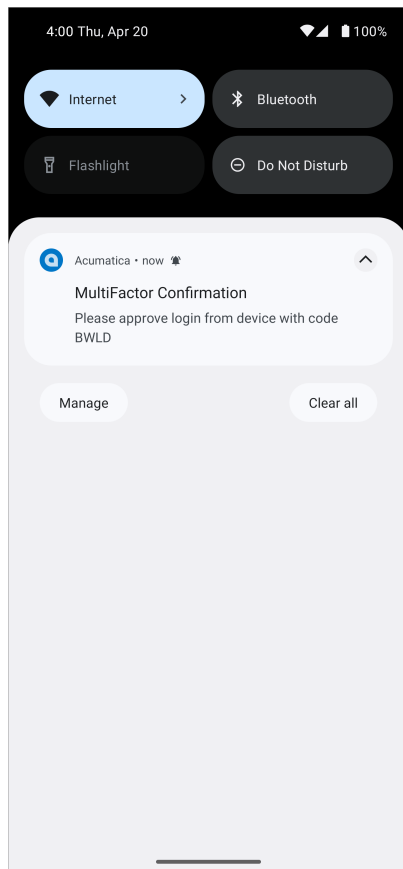 4:00 Thu, Apr 20 100%
Internet Bluetooth
Flashlight Do Not Disturb
Acumatica • now
MultiFactor Confirmation
Please approve login from device with code
BWLD
Manage Clear all